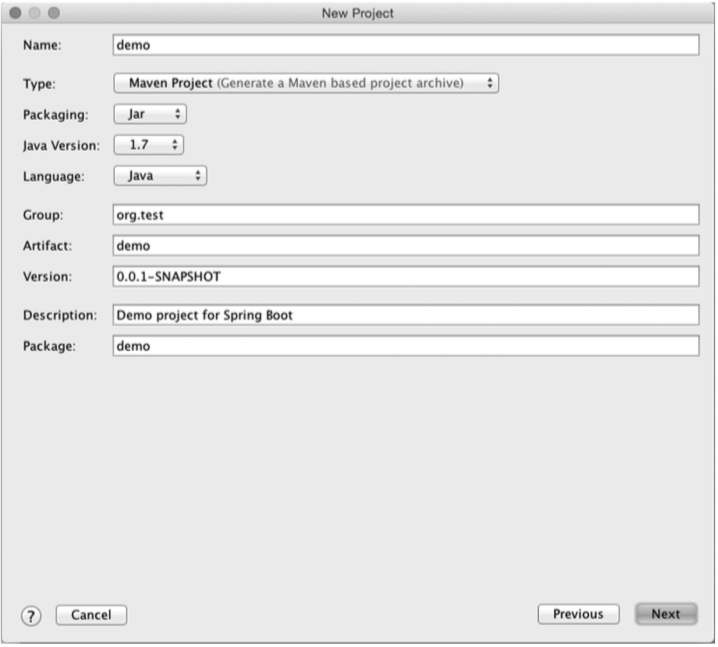 New Project
Name: demo
Type: Maven Project (Generate a Maven based project archive)
Packaging: Jar
Java Version: 1.7
Language: Java
Group: org.test
Artifact: demo
Version: 0.0.1-SNAPSHOT
Description: Demo project for Spring Boot
Package: demo
? Cancel Previous Next